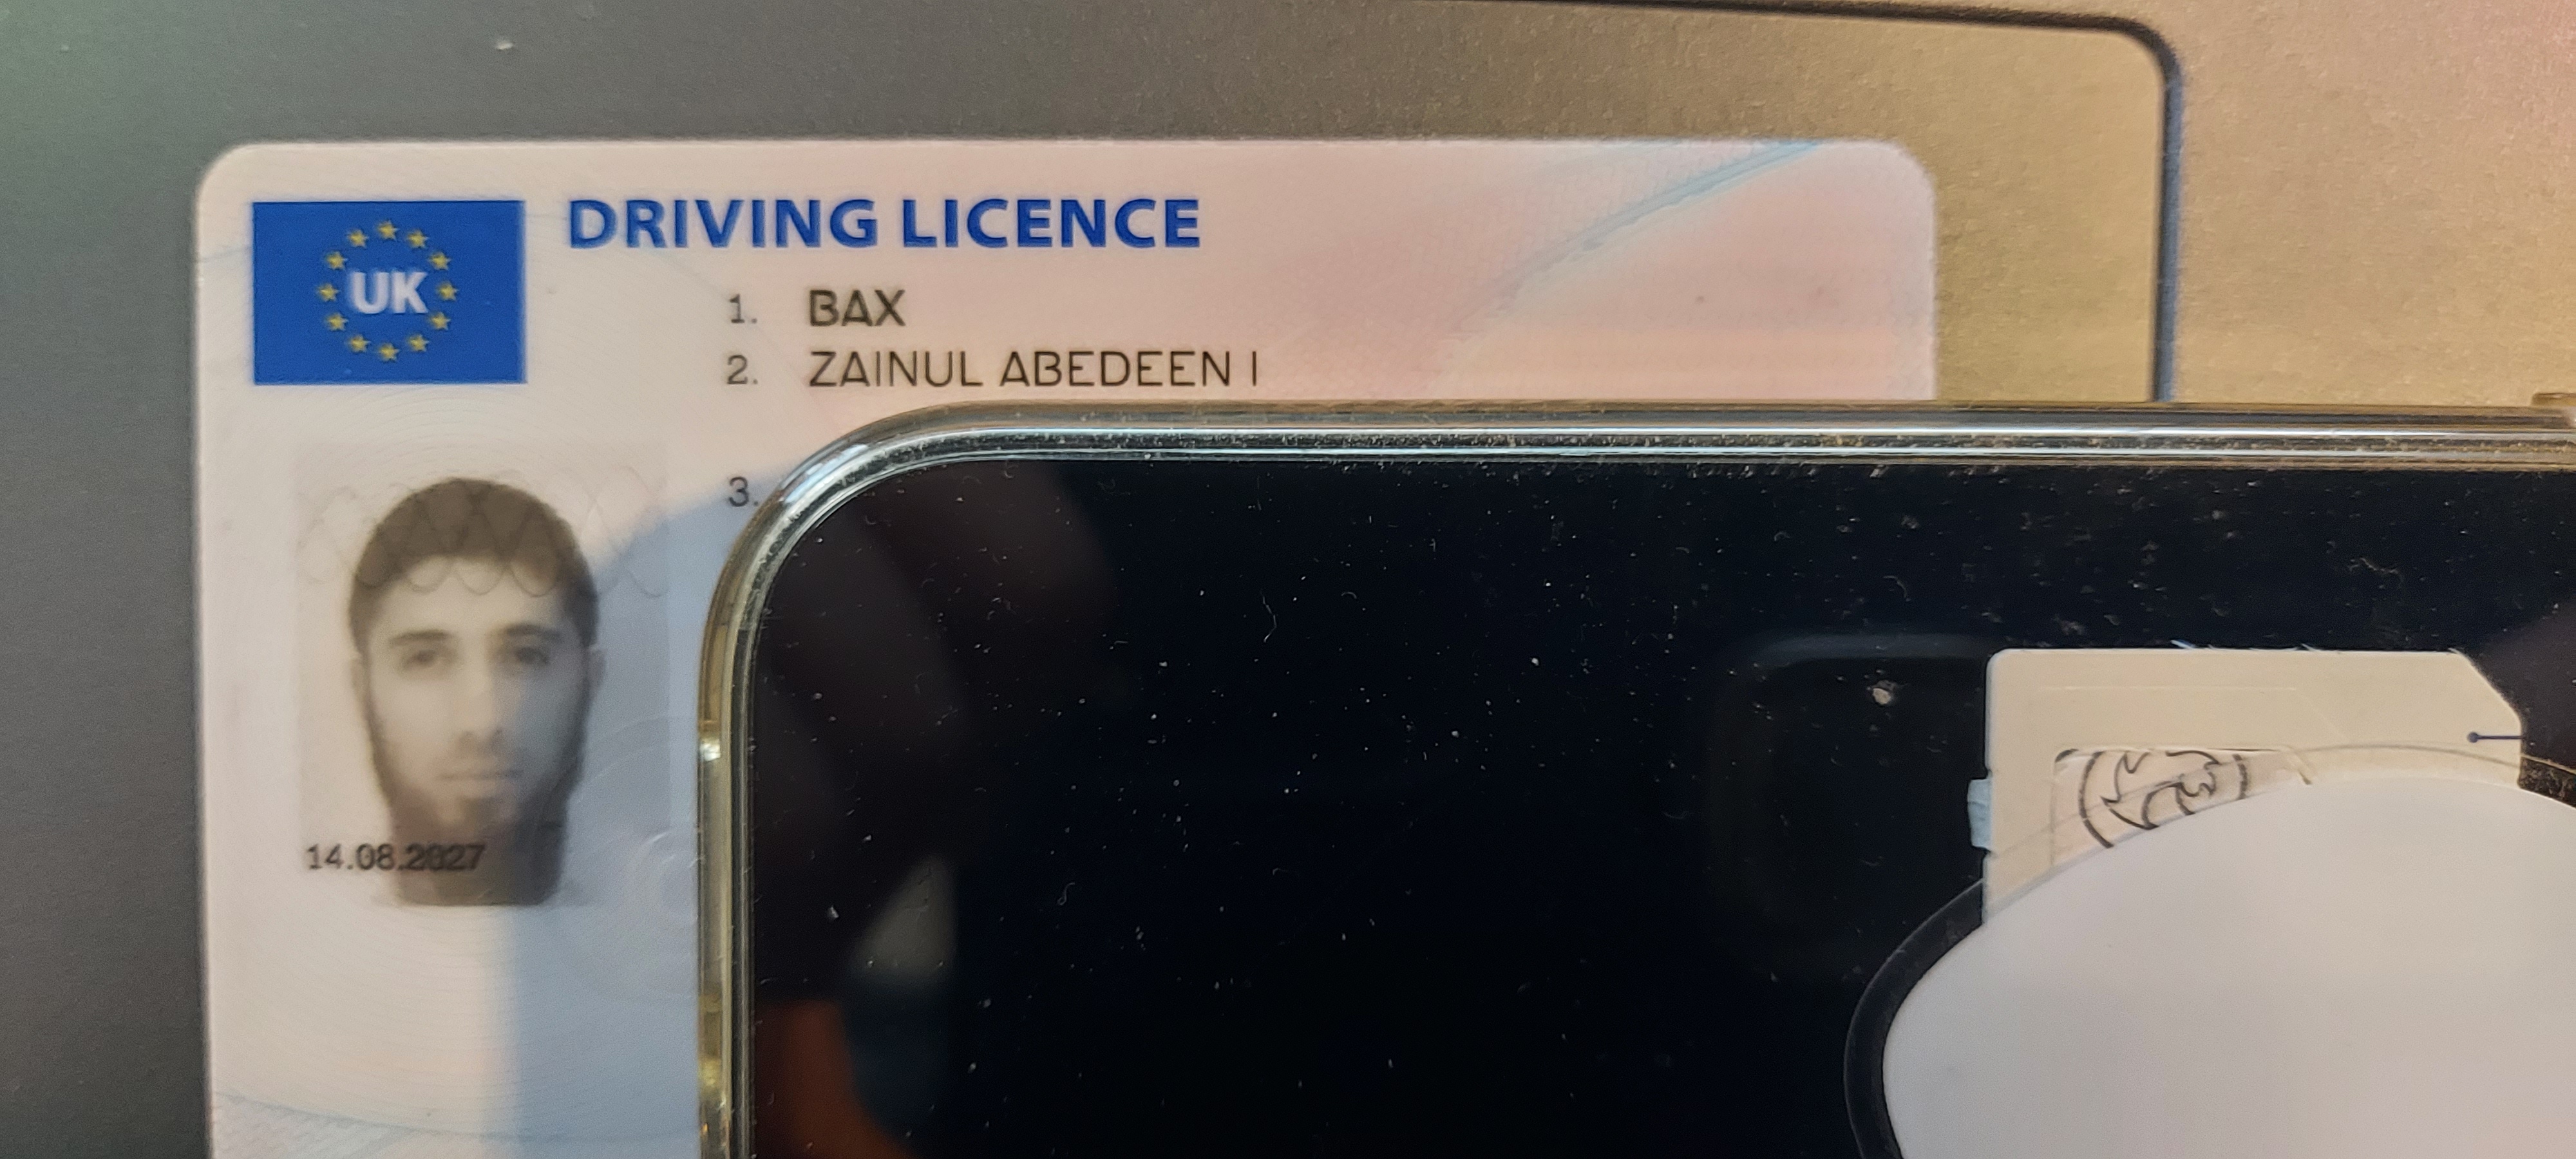 UK
DRIVING LICENCE
1. BAX
2. ZAINUL ABEDEEN I
3.
14.08.2027